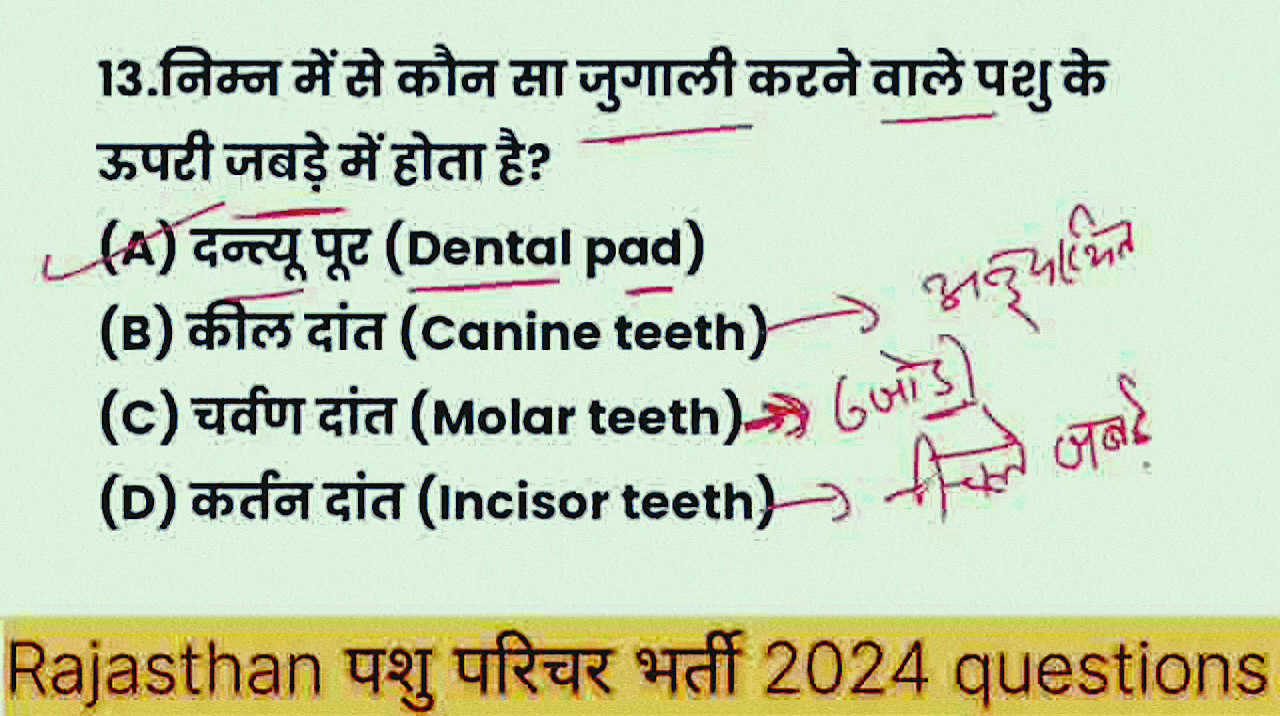 13.निम्न में से कौन सा जुगाली करने वाले पशु के
ऊपरी जबड़े में होता है?
(A) दन्त्यू पूर (Dental pad)
(B) कील दांत (Canine teeth)
अनुपस्थित
(C) चर्वण दांत (Molar teeth)
जोड़ी
(D) कर्तन दांत (Incisor teeth)
निचले जबड़े
Rajasthan पशु परिचर भर्ती 2024 questions